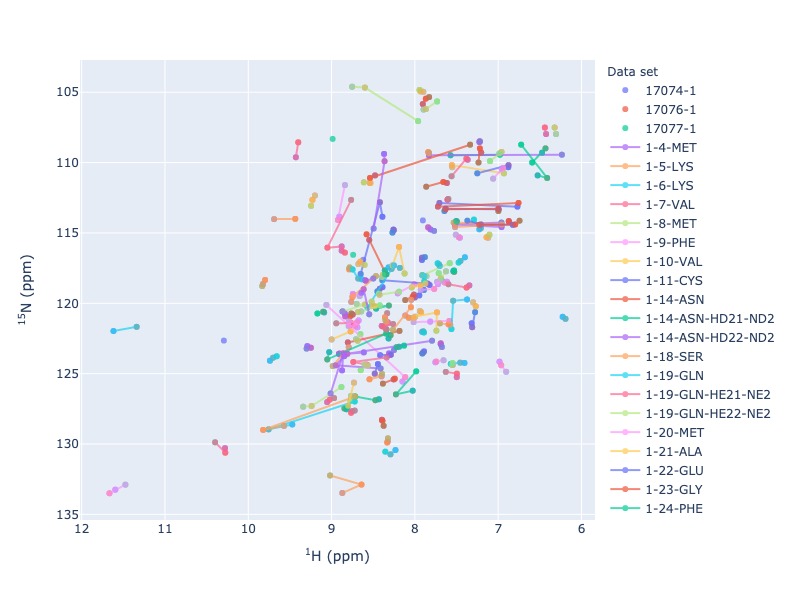 Data set
17074-1
17076-1
17077-1
1-4-MET
1-5-LYS
1-6-LYS
1-7-VAL
1-8-MET
1-9-PHE
1-10-VAL
1-11-CYS
1-14-ASN
1-14-ASN-HD21-ND2
1-14-ASN-HD22-ND2
1-18-SER
1-19-GLN
1-19-GLN-HE21-NE2
1-19-GLN-HE22-NE2
1-20-MET
1-21-ALA
1-22-GLU
1-23-GLY
1-24-PHE
105
110
115
120
125
130
135
15N (ppm)
12 11 10 9 8 7 6
1H (ppm)